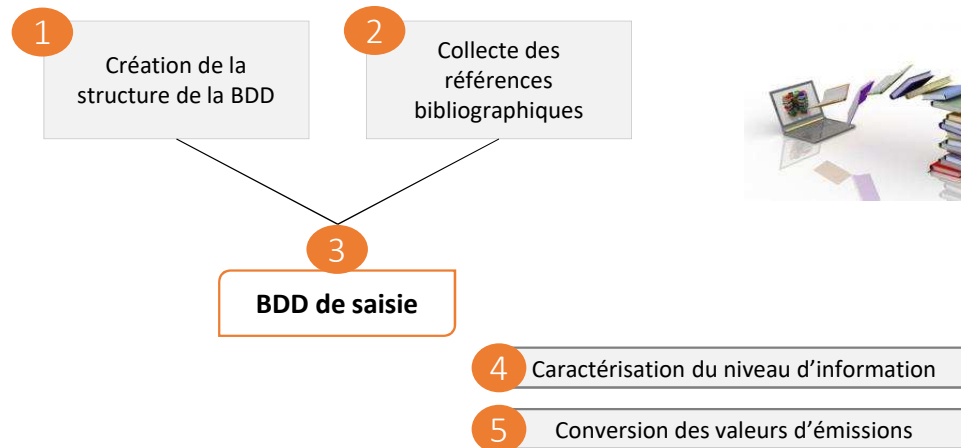 1
Création de la
structure de la BDD
2
Collecte des
références
bibliographiques
3
BDD de saisie
4
Caractérisation du niveau d’information
5
Conversion des valeurs d’émissions